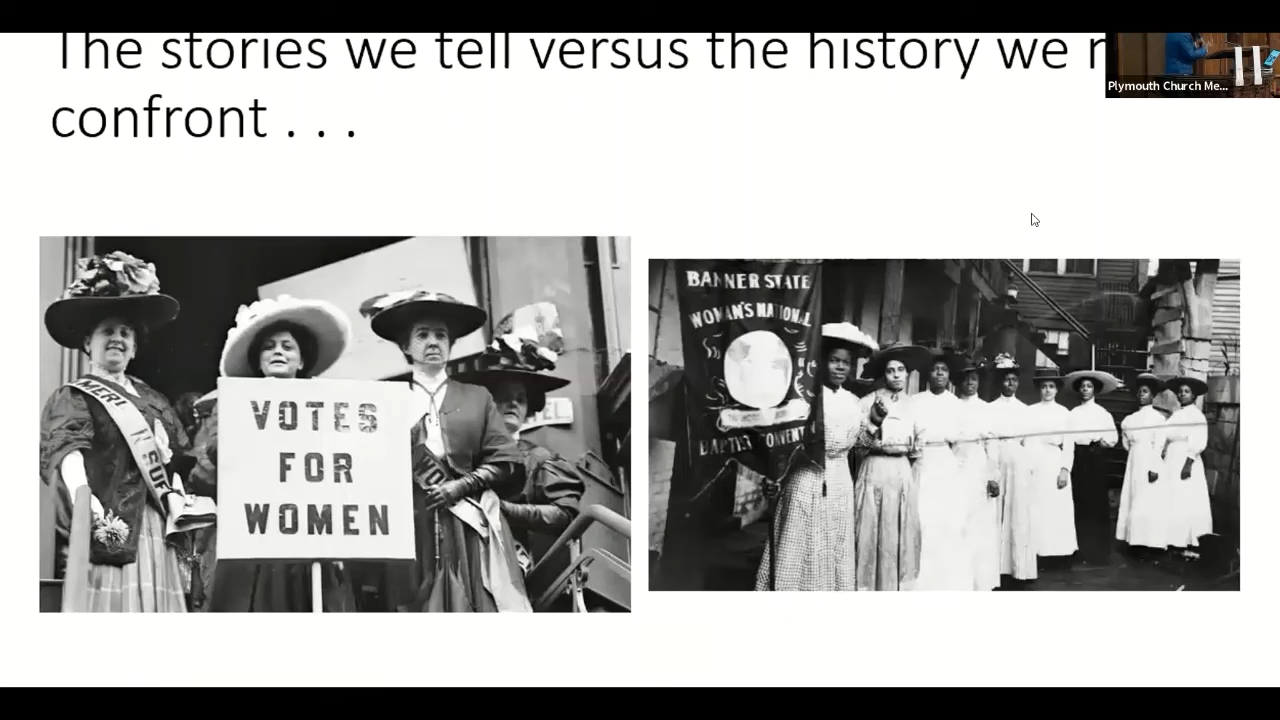 The stories we tell versus the history we
confront . . .
Plymouth Church Me...
VOTES
FOR
WOMEN
BANNER STATE
WOMAN'S NATIONAL
BAPTIST CONVENT